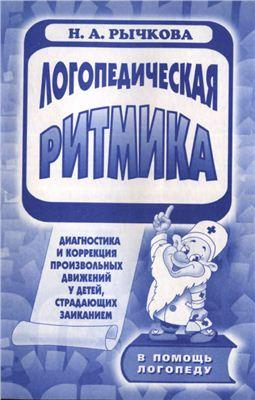 Н. А. РЫЧКОВА
ЛОГОПЕДИЧЕСКАЯ
РИТМИКА
ДИАГНОСТИКА
И КОРРЕКЦИЯ
ПРОИЗВОЛЬНЫХ
ДВИЖЕНИЙ
У ДЕТЕЙ,
СТРАДАЮЩИХ
ЗАИКАНИЕМ
В ПОМОЩЬ
ЛОГОПЕДУ